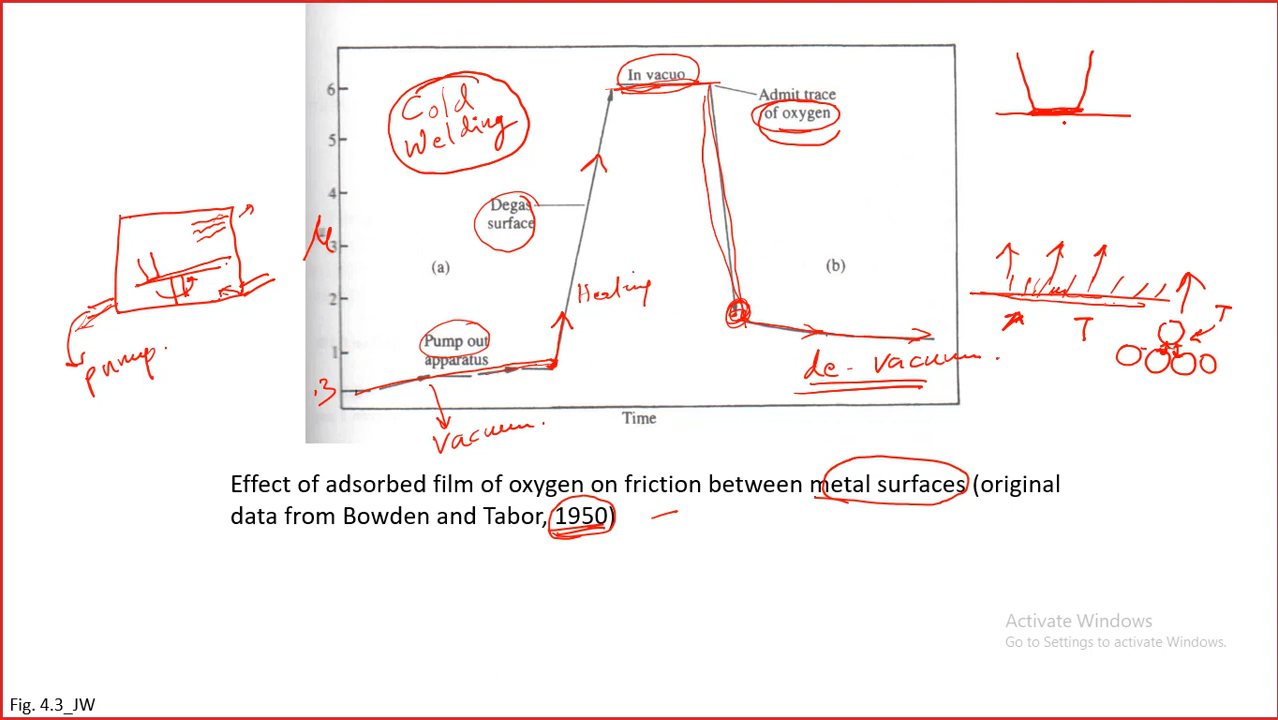 In vacuo
6
Cold
Welding
Admit trace
of oxygen
5
4
Degas
surface
μ
3
(a)
(b)
Heating
2
T
T
Pump out
apparatus
1
pump.
de-vacuum.
.3
Vacuum.
Time
Effect of adsorbed film of oxygen on friction between metal surfaces (original
data from Bowden and Tabor, 1950)
Activate Windows
Go to Settings to activate Windows.
Fig. 4.3_JW